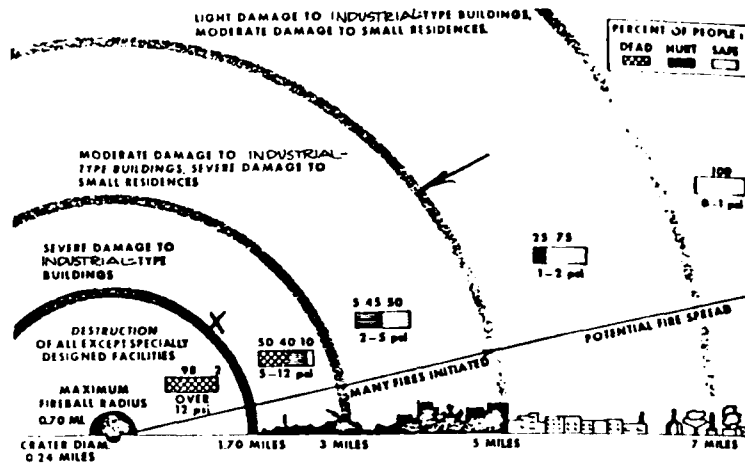 LIGHT DAMAGE TO INDUSTRIAL-TYPE BUILDINGS,
MODERATE DAMAGE TO SMALL RESIDENCES.
PERCENT OF PEOPLE:
DEAD HURT SAFE
MODERATE DAMAGE TO INDUSTRIAL-
TYPE BUILDINGS, SEVERE DAMAGE TO
SMALL RESIDENCES
100
0-1 psi
25 75
1-2 psi
SEVERE DAMAGE TO
INDUSTRIAL-TYPE
BUILDINGS
X
5 45 50
2-5 psi
POTENTIAL FIRE SPREAD
DESTRUCTION
OF ALL EXCEPT SPECIALLY
DESIGNED FACILITIES
50 40 10
5-12 psi
98 2
OVER
12 psi
MANY FIRES INITIATED
MAXIMUM
FIREBALL RADIUS
0.70 MI.
CRATER DIAM.
0.24 MILES
1.70 MILES
3 MILES
5 MILES
7 MILES